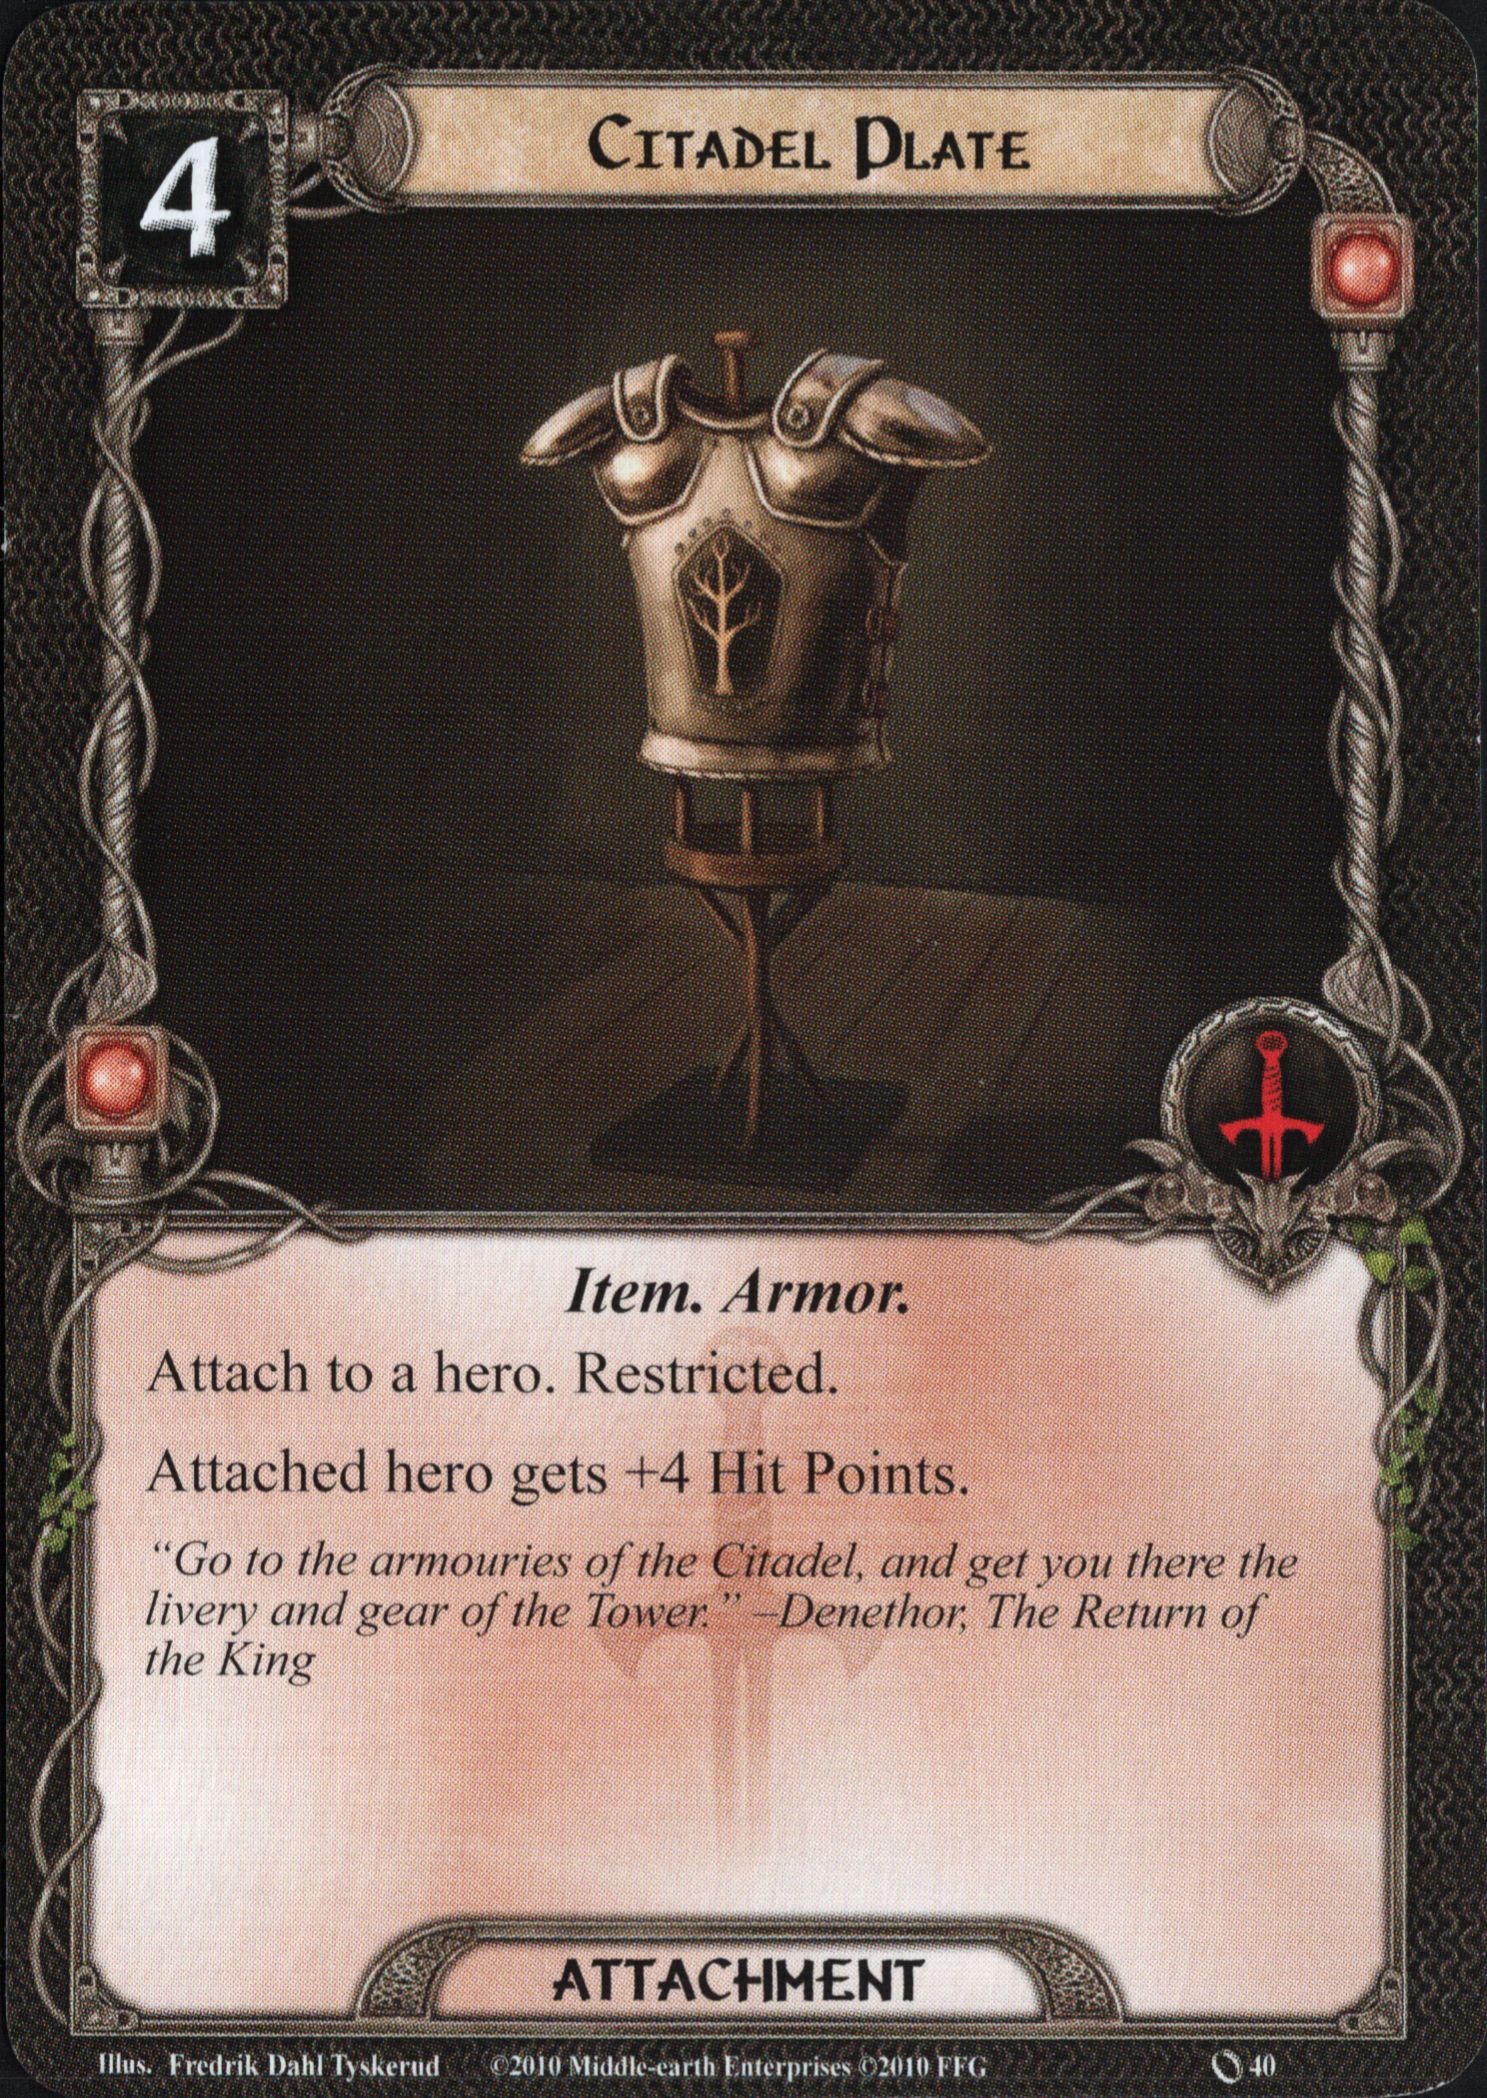 4
CITADEL PLATE
Item. Armor.
Attach to a hero. Restricted.
Attached hero gets +4 Hit Points.
“Go to the armouries of the Citadel, and get you there the
livery and gear of the Tower.” –Denethor, The Return of
the King
ATTACHMENT
Illus. Fredrik Dahl Tyskerud ©2010 Middle-earth Enterprises ©2010 FFG 40